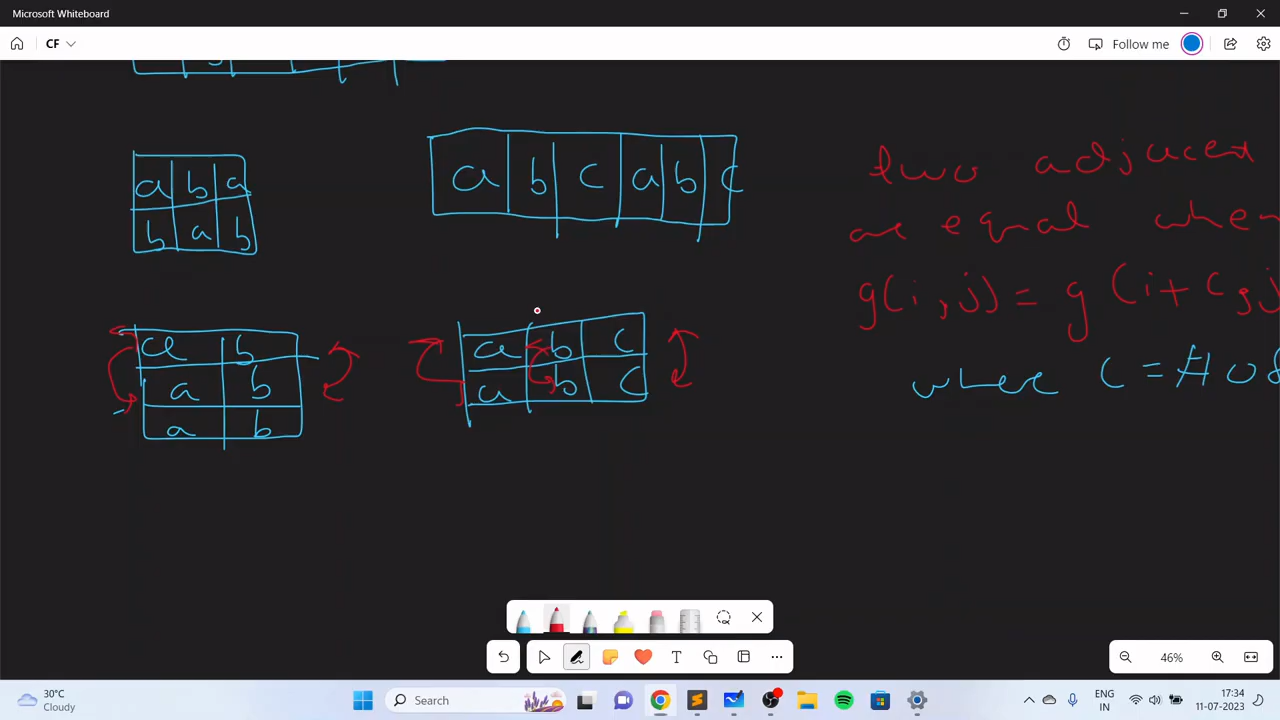 Microsoft Whiteboard
CF
Follow me
a b a
b a b
a b c a b c
two adjacent
are equal when
g(i,j) = g(i+c,j
where c = # of
a b
a b
a b
a b c
a b c
46%
30°C
Cloudy
Search
ENG
IN
17:34
11-07-2023